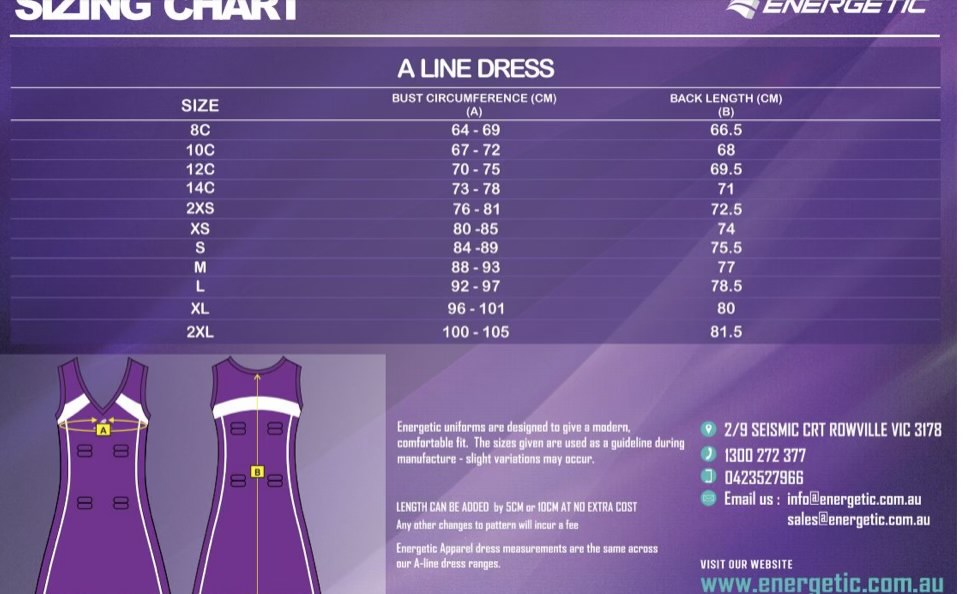 SIZING CHART
ENERGETIC
A LINE DRESS
SIZE BUST CIRCUMFERENCE (CM) (A) BACK LENGTH (CM) (B)
8C 64 - 69 66.5
10C 67 - 72 68
12C 70 - 75 69.5
14C 73 - 78 71
2XS 76 - 81 72.5
XS 80 -85 74
S 84 -89 75.5
M 88 - 93 77
L 92 - 97 78.5
XL 96 - 101 80
2XL 100 - 105 81.5
A
B
Energetic uniforms are designed to give a modern,
comfortable fit. The sizes given are used as a guideline during
manufacture - slight variations may occur.
LENGTH CAN BE ADDED by 5CM or 10CM AT NO EXTRA COST
Any other changes to pattern will incur a fee
Energetic Apparel dress measurements are the same across
our A-line dress ranges.
2/9 SEISMIC CRT ROWVILLE VIC 3178
1300 272 377
0423527966
Email us : info@energetic.com.au
sales@energetic.com.au
VISIT OUR WEBSITE
www.energetic.com.au